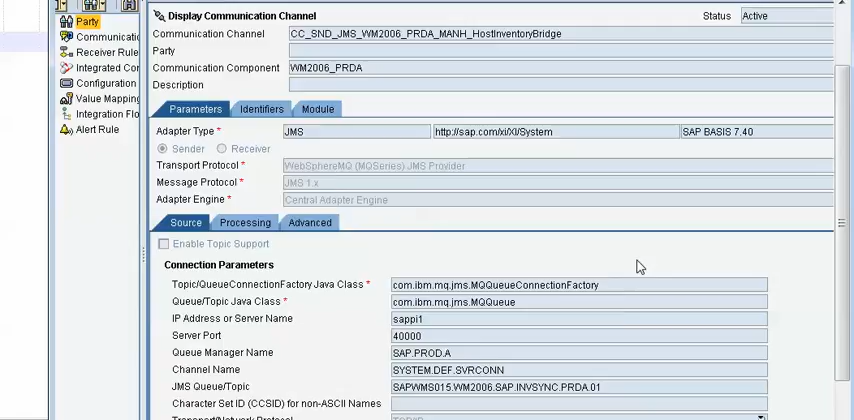 Display Communication Channel
Status Active
Party
Communication Channel CC_SND_JMS_WM2006_PRDA_MANH_HostInventoryBridge
Communicatio
Party
Receiver Rule
Communication Component WM2006_PRDA
Integrated Co
Description
Configuration
Value Mapping
Parameters Identifiers Module
Integration Flo
Alert Rule
Adapter Type * JMS http://sap.com/xi/XI/System SAP BASIS 7.40
Sender Receiver
Transport Protocol * WebSphereMQ (MQSeries) JMS Provider
Message Protocol * JMS 1.x
Adapter Engine * Central Adapter Engine
Source Processing Advanced
Enable Topic Support
Connection Parameters
Topic/QueueConnectionFactory Java Class * com.ibm.mq.jms.MQQueueConnectionFactory
Queue/Topic Java Class * com.ibm.mq.jms.MQQueue
IP Address or Server Name sappi1
Server Port 40000
Queue Manager Name SAP.PROD.A
Channel Name SYSTEM.DEF.SVRCONN
JMS Queue/Topic SAPWMS015.WM2006.SAP.INVSYNC.PRDA.01
Character Set ID (CCSID) for non-ASCII Names
Transport/Network Protocol TCP/IP